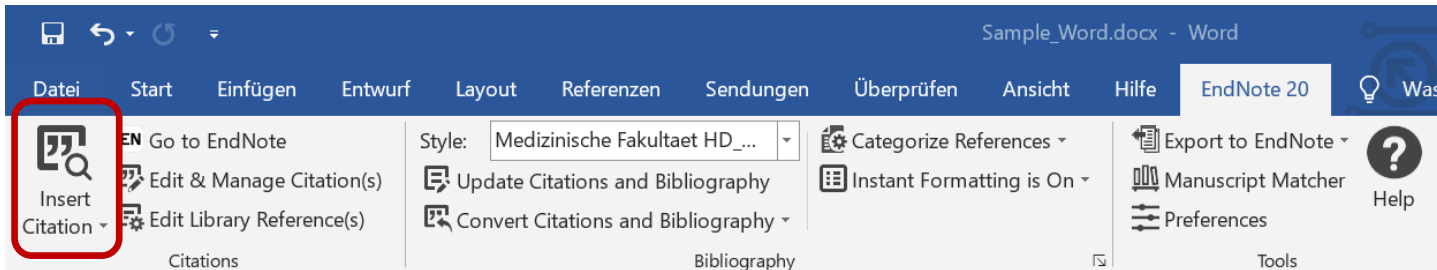 Sample_Word.docx - Word
Datei Start Einfügen Entwurf Layout Referenzen Sendungen Überprüfen Ansicht Hilfe EndNote 20 Was
Insert
Citation
EN Go to EndNote
Edit & Manage Citation(s)
Edit Library Reference(s)
Citations
Style: Medizinische Fakultaet HD_...
Update Citations and Bibliography
Convert Citations and Bibliography
Categorize References
Instant Formatting is On
Bibliography
Export to EndNote
Manuscript Matcher
Preferences
? Help
Tools